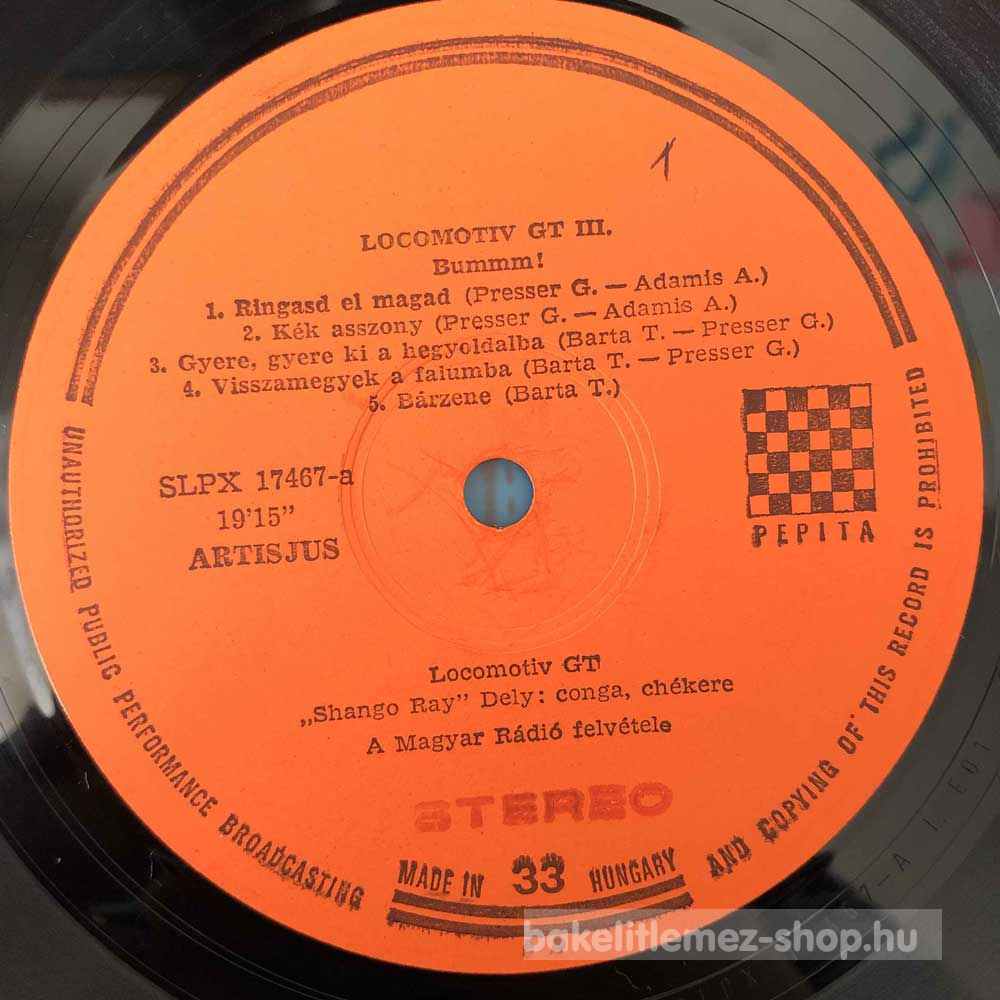 1
LOCOMOTIV GT III.
Bummm!
1. Ringasd el magad (Presser G. — Adamis A.)
2. Kék asszony (Presser G. — Adamis A.)
3. Gyere, gyere ki a hegyoldalba (Barta T. — Presser G.)
4. Visszamegyek a falumba (Barta T. — Presser G.)
5. Bárzene (Barta T.)
SLPX 17467-a
19'15"
ARTISJUS
PEPITA
Locomotiv GT
„Shango Ray" Dely: conga, chékere
A Magyar Rádió felvétele
STEREO
MADE IN 33 HUNGARY
UNAUTHORIZED PUBLIC PERFORMANCE BROADCASTING AND COPYING OF THIS RECORD IS PROHIBITED
bakelitlemez-shop.hu